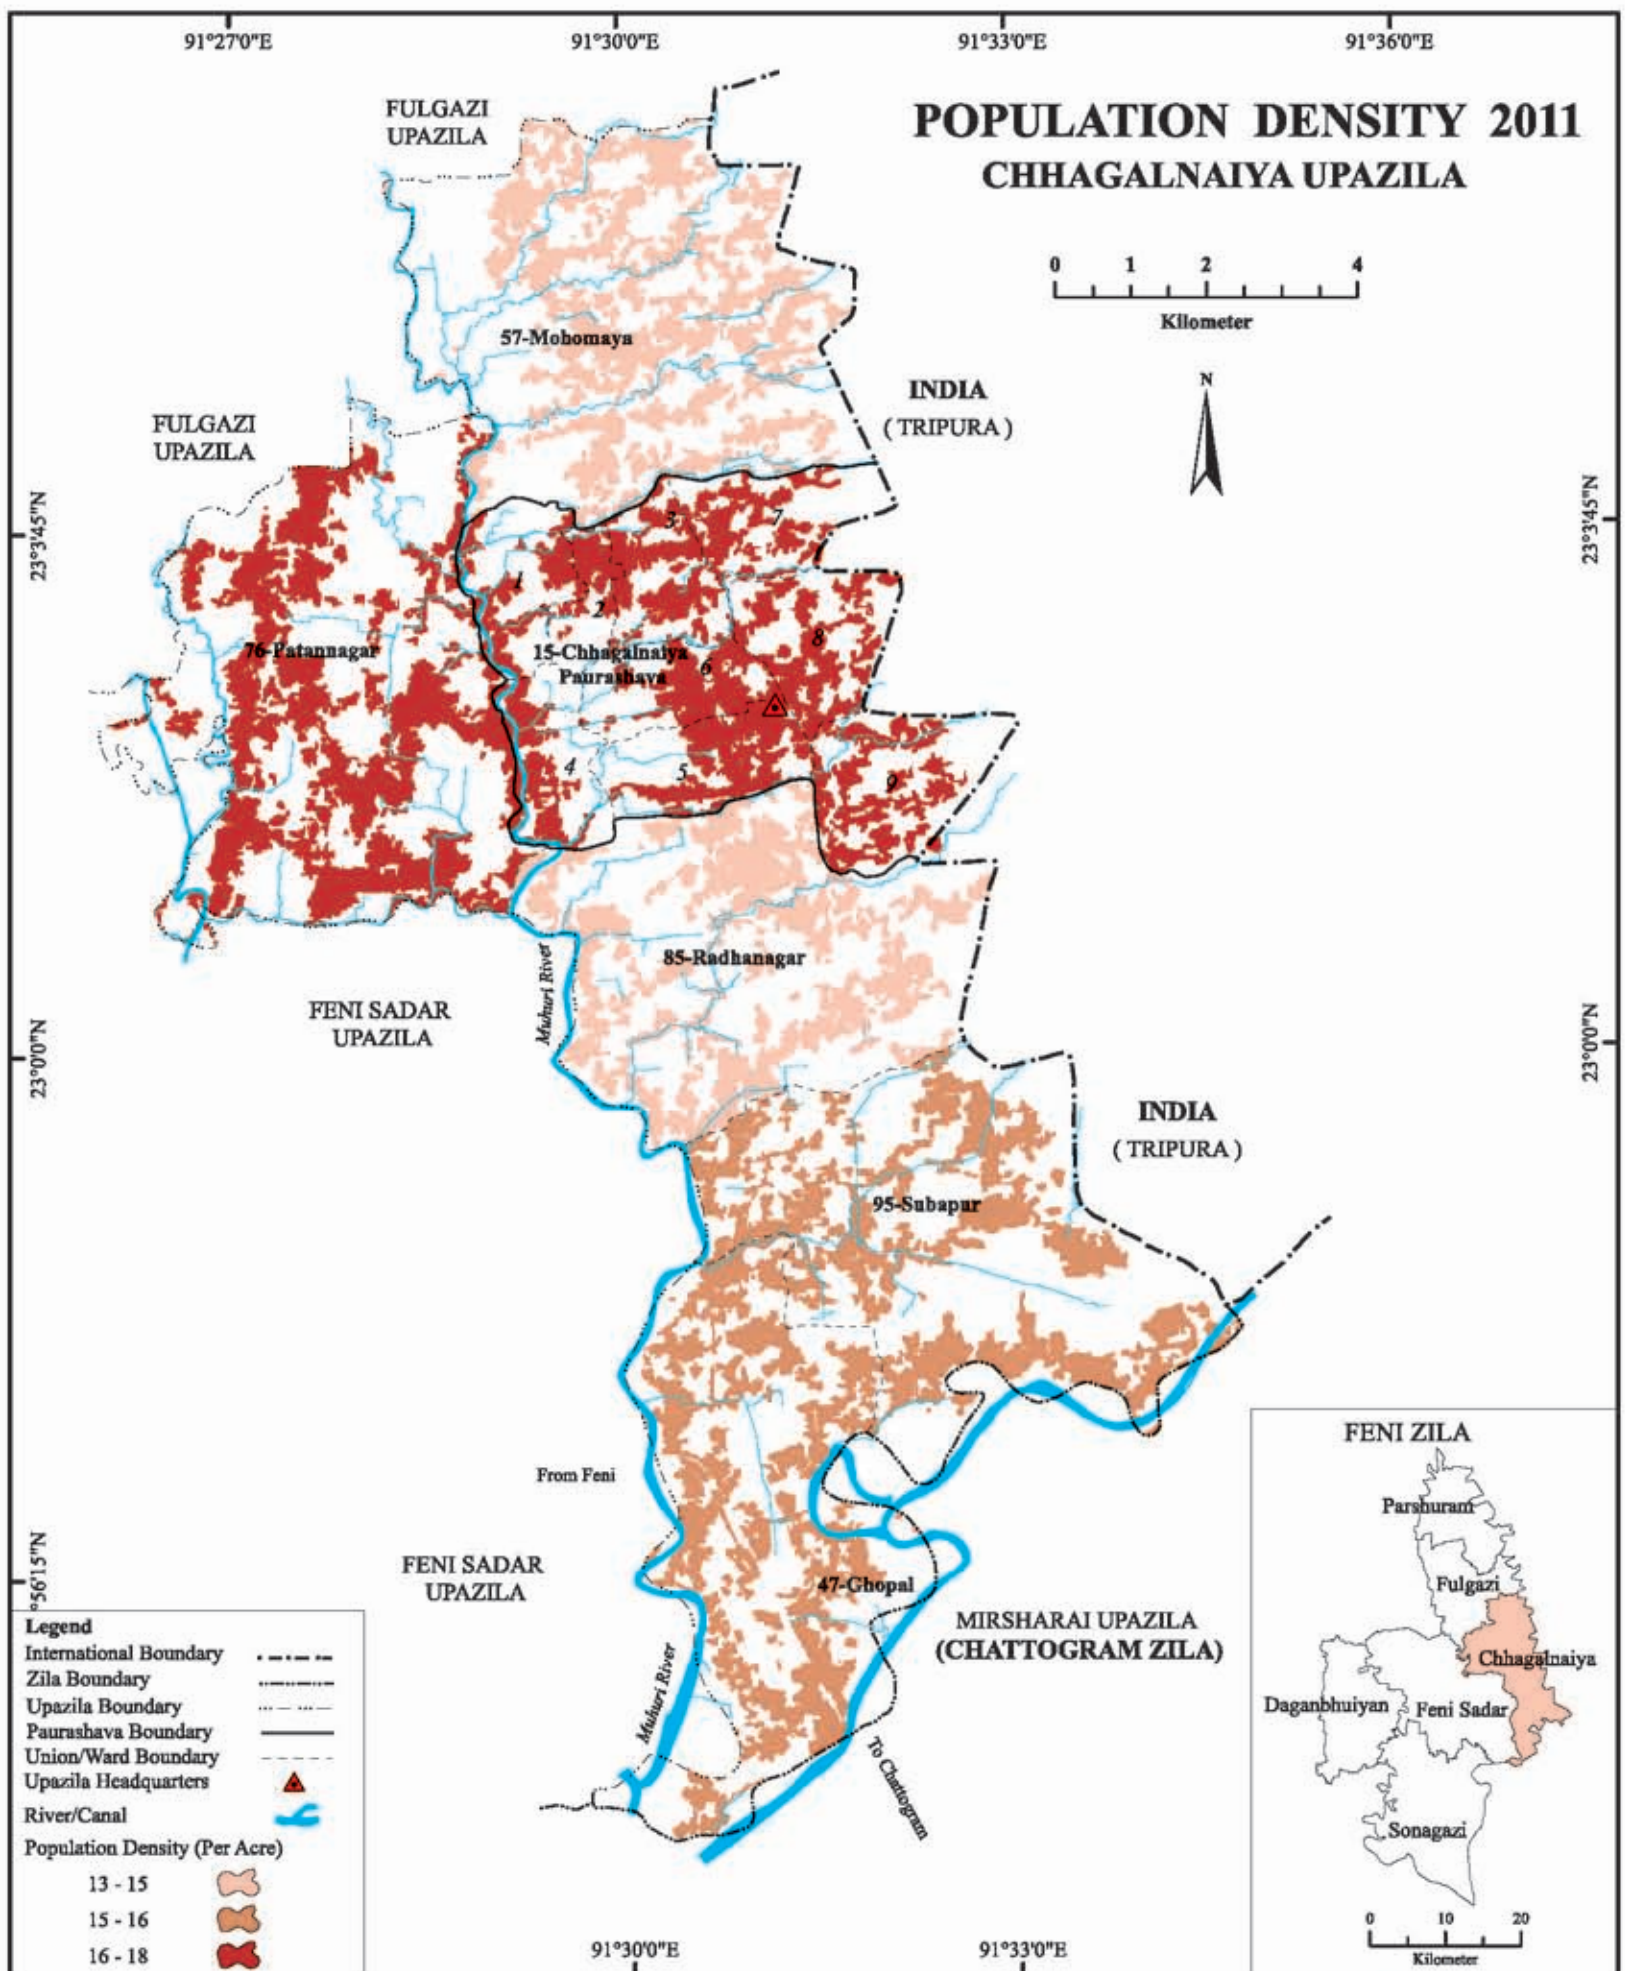 91°27'0"E
91°30'0"E
91°33'0"E
91°36'0"E
POPULATION DENSITY 2011
CHHAGALNAIYA UPAZILA
0 1 2 4
Kilometer
N
FULGAZI
UPAZILA
57-Mohomaya
INDIA
( TRIPURA )
FULGAZI
UPAZILA
23°3'45"N
23°3'45"N
3
7
1
2
8
76-Patannagar
15-Chhagalnaiya
Paurashava
6
4
5
9
85-Radhanagar
Muhuri River
FENI SADAR
UPAZILA
23°0'0"N
23°0'0"N
INDIA
( TRIPURA )
95-Subapur
From Feni
FENI SADAR
UPAZILA
°56'15"N
47-Ghopal
MIRSHARAI UPAZILA
(CHATTOGRAM ZILA)
Muhuri River
To Chattogram
Legend
International Boundary
Zila Boundary
Upazila Boundary
Paurashava Boundary
Union/Ward Boundary
Upazila Headquarters
River/Canal
Population Density (Per Acre)
13 - 15
15 - 16
16 - 18
FENI ZILA
Parshuram
Fulgazi
Chhagalnaiya
Daganbhuiyan
Feni Sadar
Sonagazi
0 10 20
Kilometer
91°30'0"E
91°33'0"E